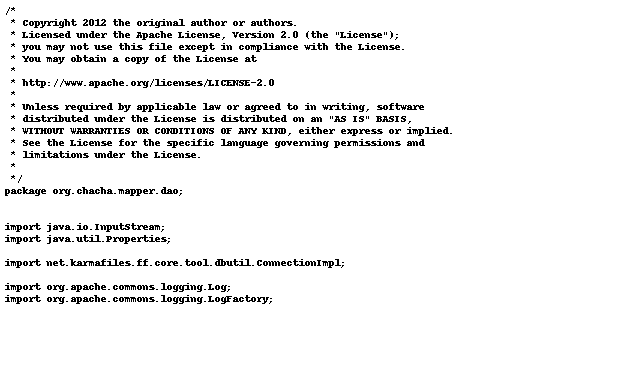 /*
 * Copyright 2012 the original author or authors.
 * Licensed under the Apache License, Version 2.0 (the "License");
 * you may not use this file except in compliance with the License.
 * You may obtain a copy of the License at
 *
 * http://www.apache.org/licenses/LICENSE-2.0
 *
 * Unless required by applicable law or agreed to in writing, software
 * distributed under the License is distributed on an "AS IS" BASIS,
 * WITHOUT WARRANTIES OR CONDITIONS OF ANY KIND, either express or implied.
 * See the License for the specific language governing permissions and
 * limitations under the License.
 *
 */
package org.chacha.mapper.dao;

import java.io.InputStream;
import java.util.Properties;

import net.karmafiles.ff.core.tool.dbutil.ConnectionImpl;

import org.apache.commons.logging.Log;
import org.apache.commons.logging.LogFactory;